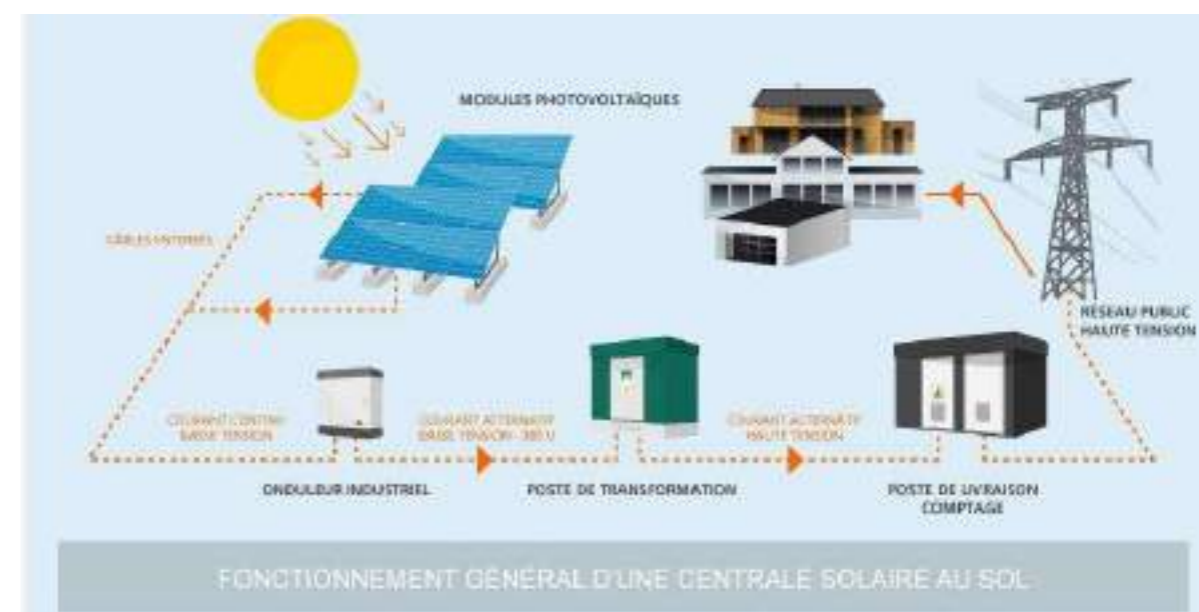 MODULES PHOTOVOLTAÏQUES
CÂBLES ENTERRÉS
RÉSEAU PUBLIC
HAUTE TENSION
COURANT CONTINU
BASSE TENSION
COURANT ALTERNATIF
BASSE TENSION - 380 V
COURANT ALTERNATIF
HAUTE TENSION
ONDULEUR INDUSTRIEL
POSTE DE TRANSFORMATION
POSTE DE LIVRAISON
COMPTAGE
FONCTIONNEMENT GÉNÉRAL D'UNE CENTRALE SOLAIRE AU SOL